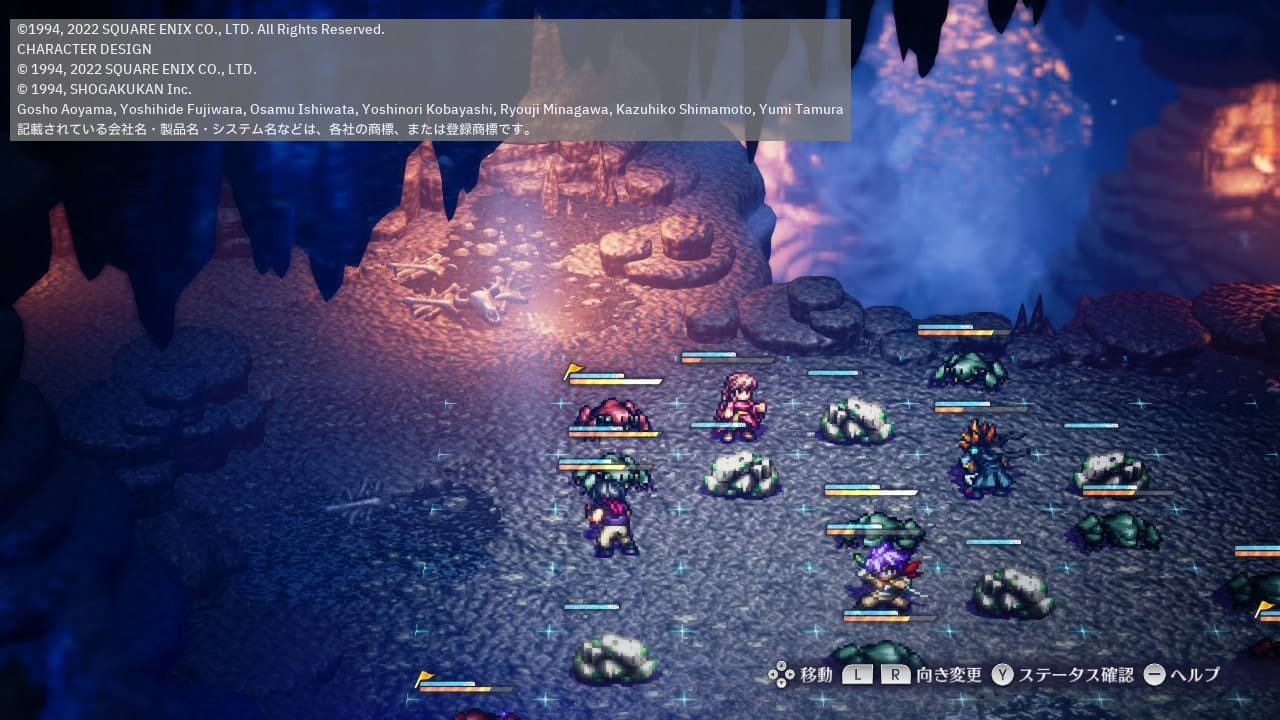 ©1994, 2022 SQUARE ENIX CO., LTD. All Rights Reserved.
CHARACTER DESIGN
© 1994, 2022 SQUARE ENIX CO., LTD.
© 1994, SHOGAKUKAN Inc.
Gosho Aoyama, Yoshihide Fujiwara, Osamu Ishiwata, Yoshinori Kobayashi, Ryouji Minagawa, Kazuhiko Shimamoto, Yumi Tamura
記載されている会社名・製品名・システム名などは、各社の商標、または登録商標です。
移動 L R 向き変更 Y ステータス確認 ヘルプ